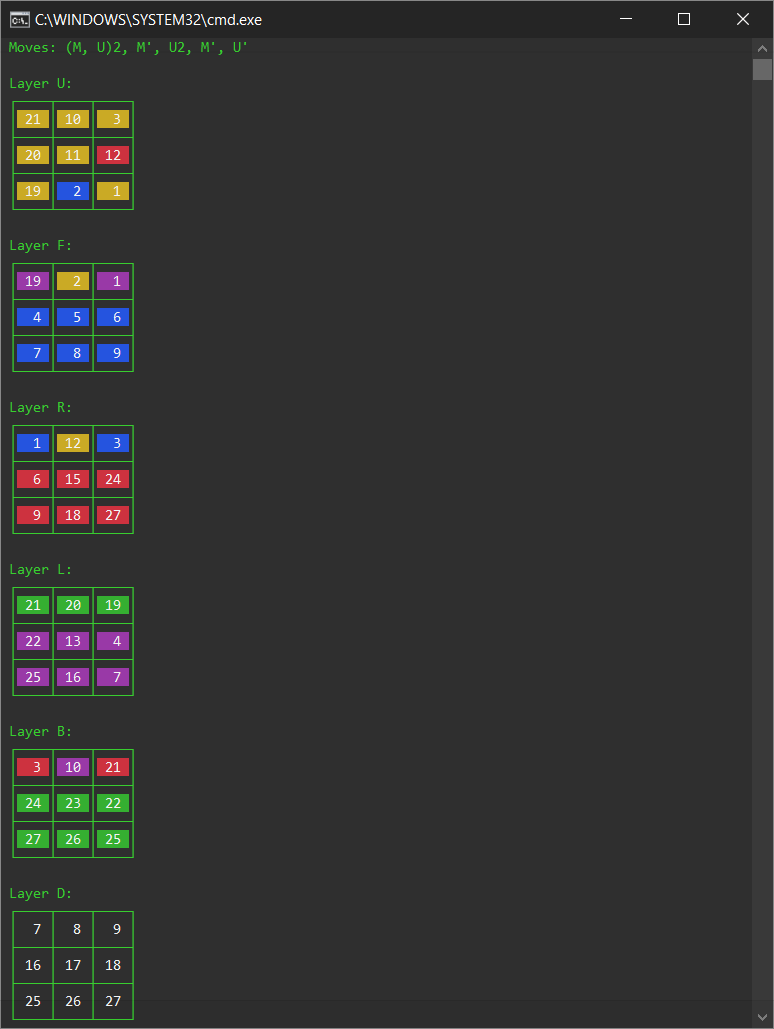 C:\WINDOWS\SYSTEM32\cmd.exe
Moves: (M, U)2, M', U2, M', U'
Layer U:
21 10 3
20 11 12
19 2 1
Layer F:
19 2 1
4 5 6
7 8 9
Layer R:
1 12 3
6 15 24
9 18 27
Layer L:
21 20 19
22 13 4
25 16 7
Layer B:
3 10 21
24 23 22
27 26 25
Layer D:
7 8 9
16 17 18
25 26 27